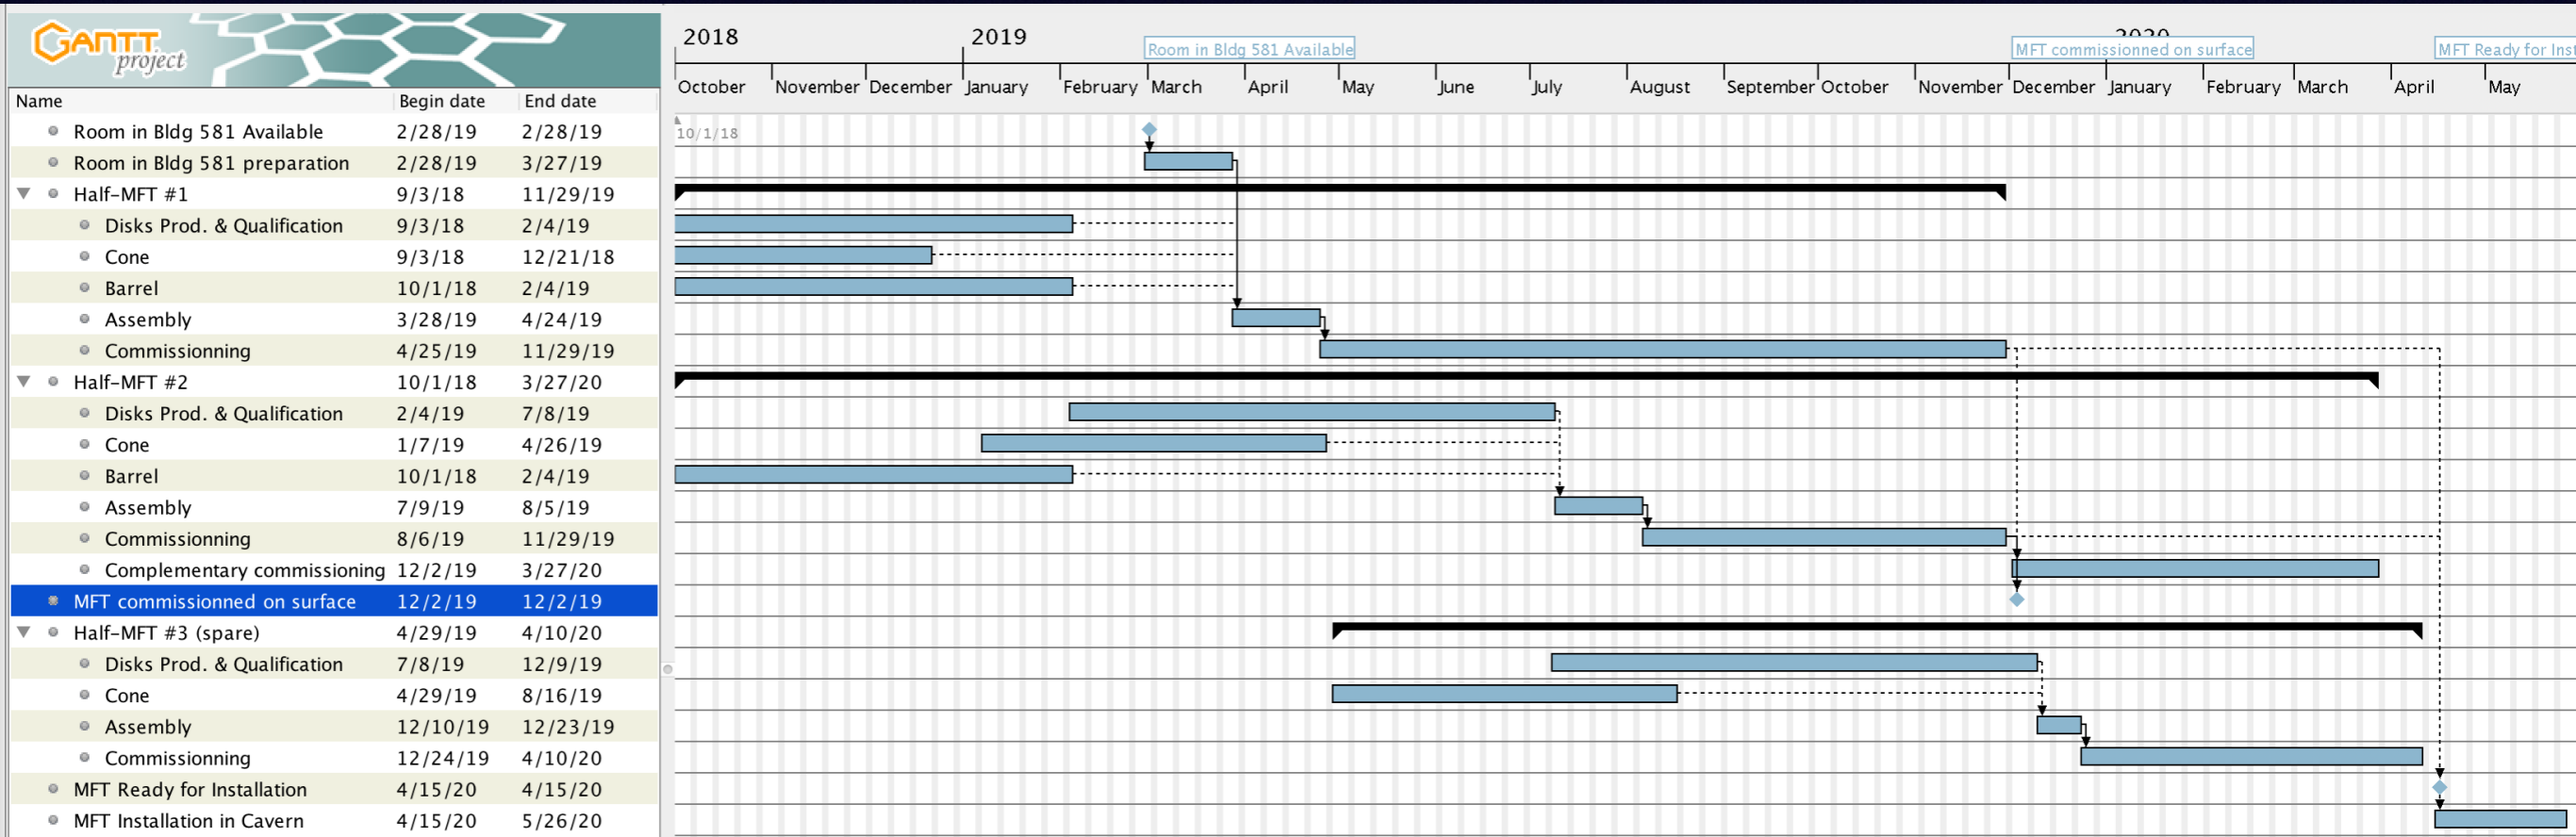 GANTT
project
2018
2019
2020
Room in Bldg 581 Available
MFT commissionned on surface
MFT Ready for Inst
October November December January February March April May June July August September October November December January February March April May
Name Begin date End date
10/1/18
Room in Bldg 581 Available 2/28/19 2/28/19
Room in Bldg 581 preparation 2/28/19 3/27/19
Half-MFT #1 9/3/18 11/29/19
Disks Prod. & Qualification 9/3/18 2/4/19
Cone 9/3/18 12/21/18
Barrel 10/1/18 2/4/19
Assembly 3/28/19 4/24/19
Commissionning 4/25/19 11/29/19
Half-MFT #2 10/1/18 3/27/20
Disks Prod. & Qualification 2/4/19 7/8/19
Cone 1/7/19 4/26/19
Barrel 10/1/18 2/4/19
Assembly 7/9/19 8/5/19
Commissionning 8/6/19 11/29/19
Complementary commissioning 12/2/19 3/27/20
MFT commissionned on surface 12/2/19 12/2/19
Half-MFT #3 (spare) 4/29/19 4/10/20
Disks Prod. & Qualification 7/8/19 12/9/19
Cone 4/29/19 8/16/19
Assembly 12/10/19 12/23/19
Commissionning 12/24/19 4/10/20
MFT Ready for Installation 4/15/20 4/15/20
MFT Installation in Cavern 4/15/20 5/26/20